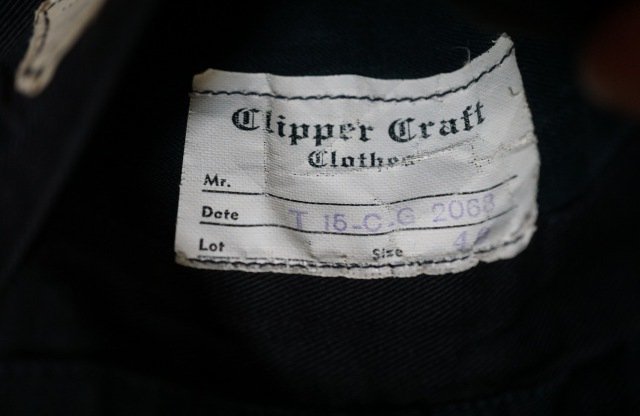 Clipper Craft
Clothes
Mr.
Date T 15-C-G 2068
Lot Size